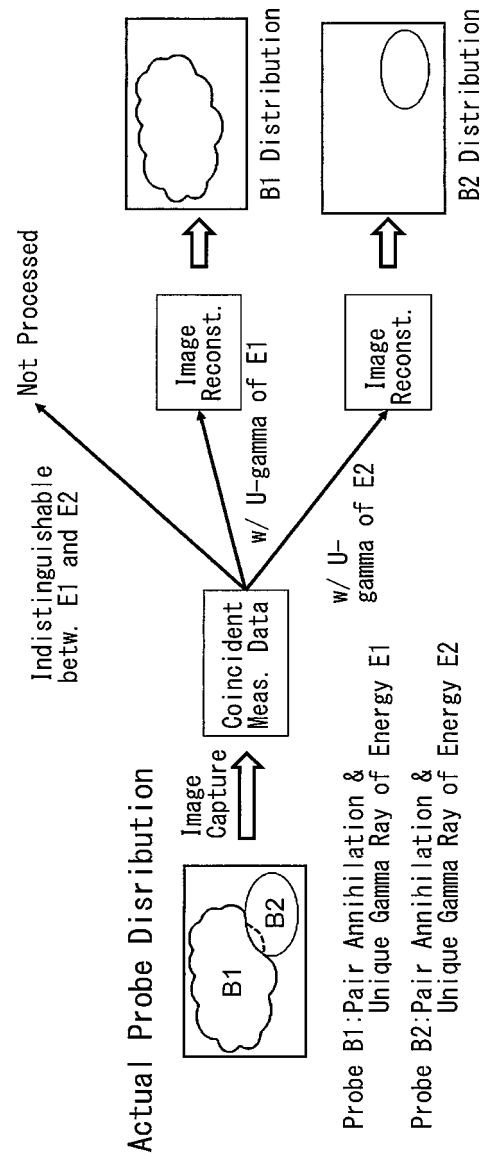 Actual Probe Disribution
B1
B2
Probe B1:Pair Annihilation &
Unique Gamma Ray of Energy E1
Probe B2:Pair Annihilation &
Unique Gamma Ray of Energy E2
Image
Capture
Coincident
Meas. Data
Indistinguishable
betw. E1 and E2
Not Processed
w/ U-gamma of E1
w/ U-
gamma of E2
Image
Reconst.
Image
Reconst.
B1 Distribution
B2 Distribution